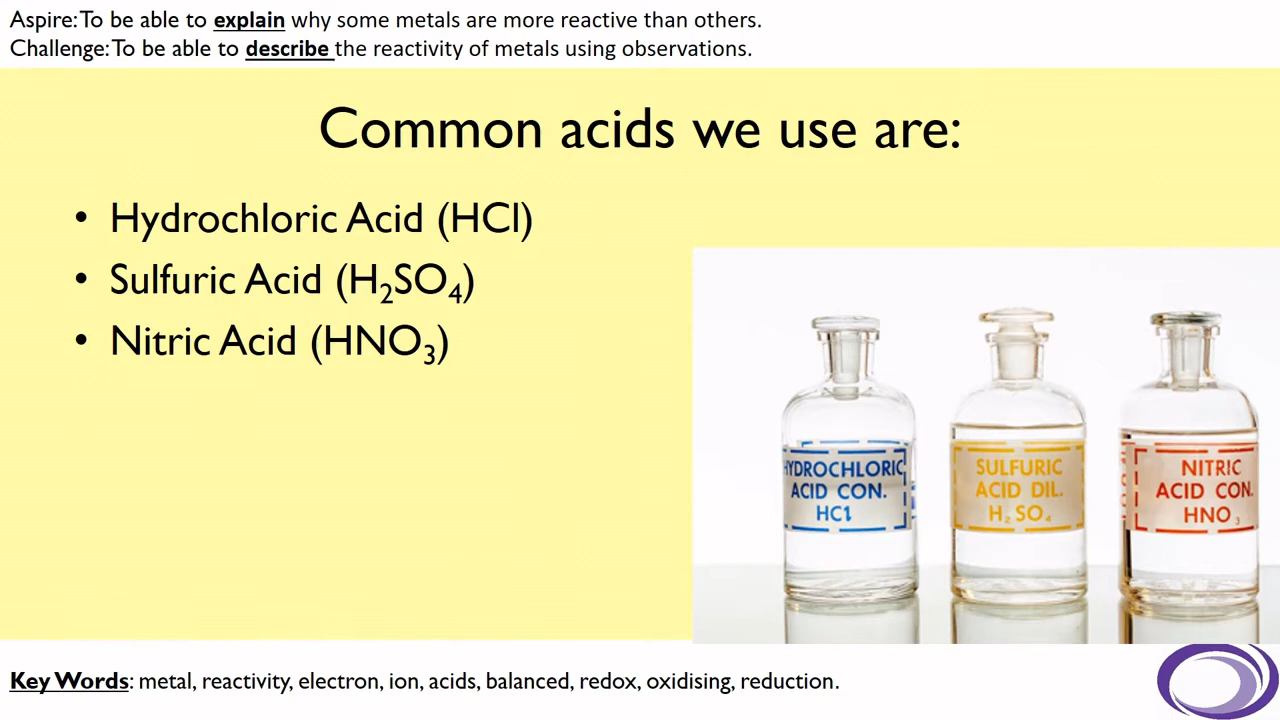 Aspire: To be able to explain why some metals are more reactive than others.
Challenge: To be able to describe the reactivity of metals using observations.
Common acids we use are:
• Hydrochloric Acid (HCl)
• Sulfuric Acid (H₂SO₄)
• Nitric Acid (HNO₃)
HYDROCHLORIC
ACID CON.
HCl
SULFURIC
ACID DIL.
H₂SO₄
NITRIC
ACID CON.
HNO₃
Key Words: metal, reactivity, electron, ion, acids, balanced, redox, oxidising, reduction.